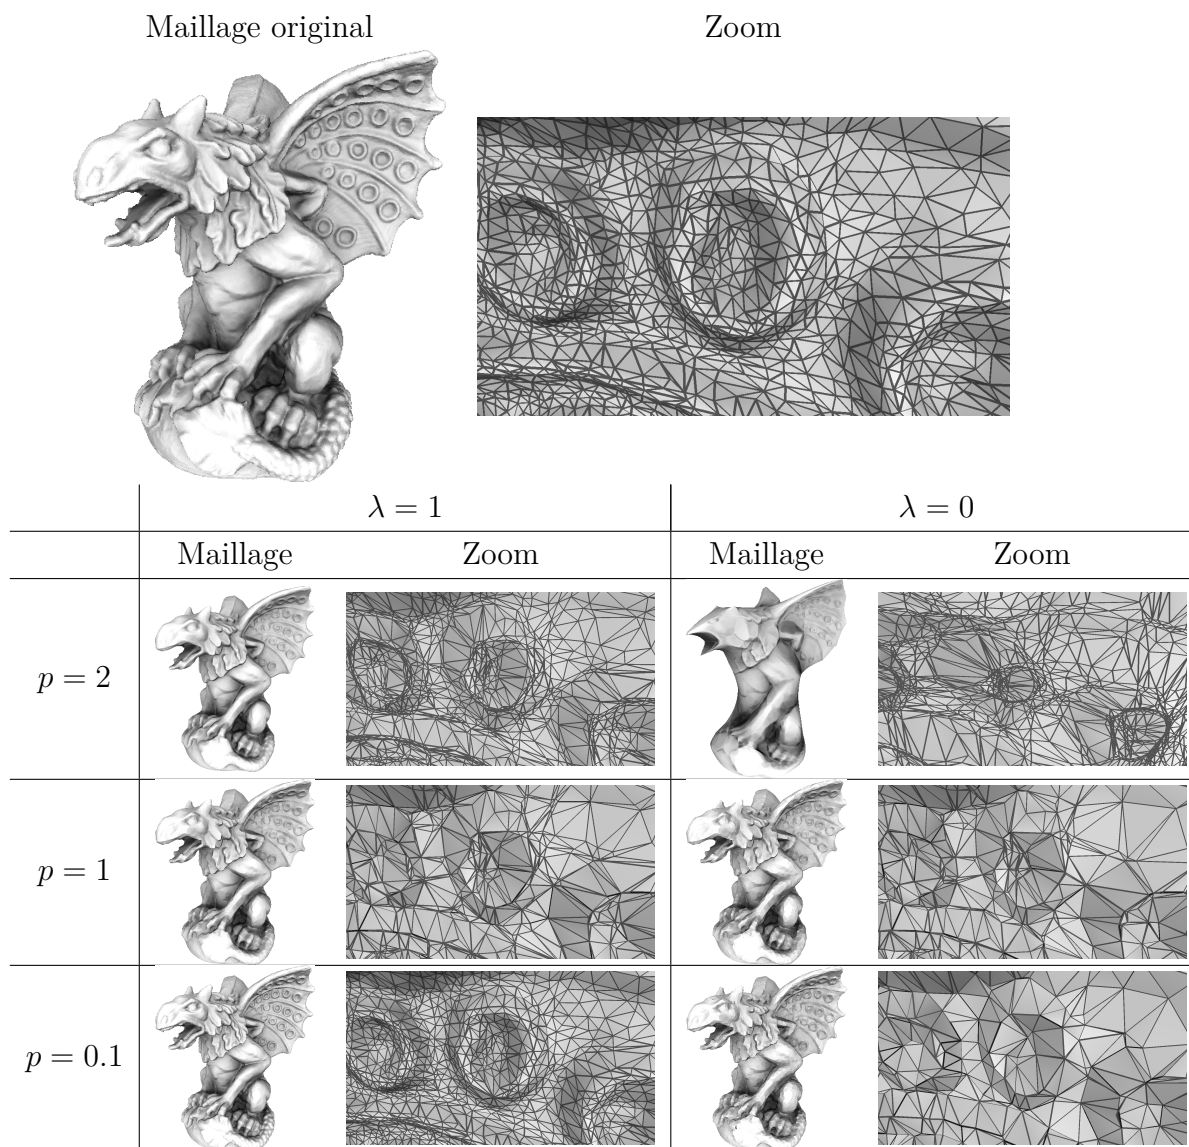 Maillage original Zoom
λ = 1 λ = 0
Maillage Zoom Maillage Zoom
p = 2
p = 1
p = 0.1